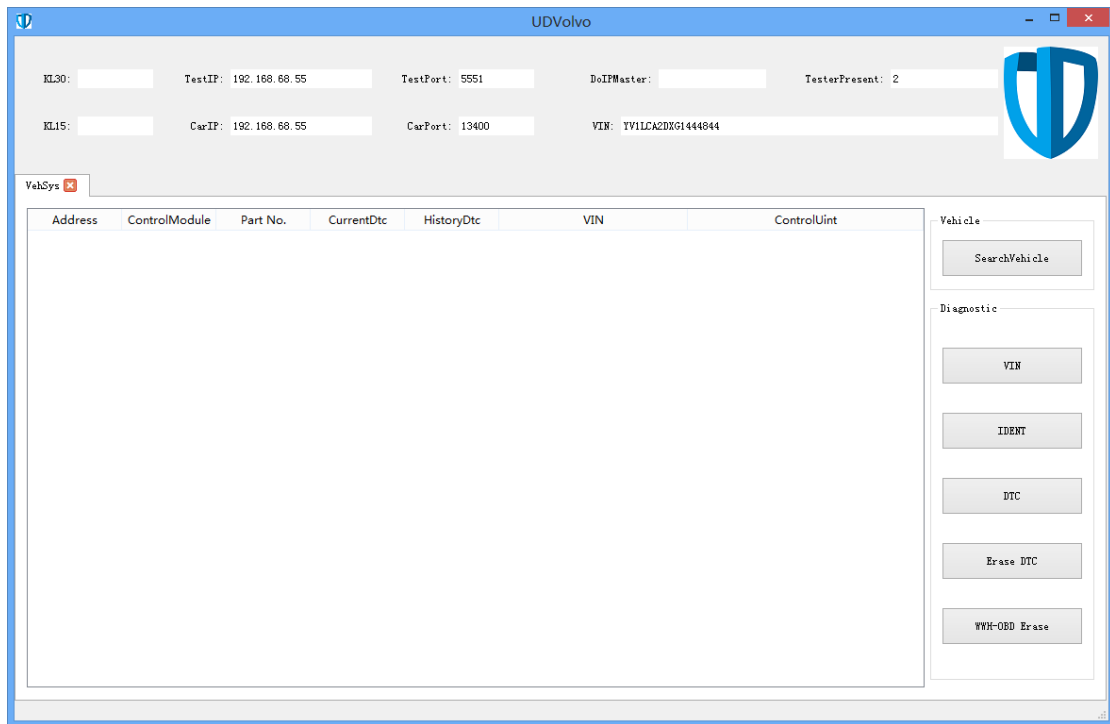 UDVolvo
KL30: TestIP: 192.168.68.55 TestPort: 5551 DoIPMaster: TesterPresent: 2
KL15: CarIP: 192.168.68.55 CarPort: 13400 VIN: YV1LCA2DXG1444844
VehSys
Address ControlModule Part No. CurrentDtc HistoryDtc VIN ControlUint
Vehicle
SearchVehicle
Diagnostic
VIN
IDENT
DTC
Erase DTC
WWH-OBD Erase